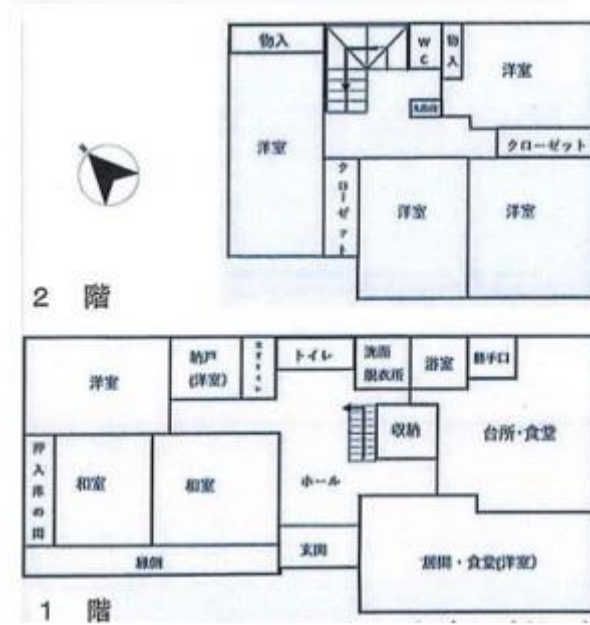 物入
WC
物入
洋室
洋室
クローゼット
クローゼット
洋室
洋室
2 階
洋室
納戸
(洋室)
トイレ
洗面
脱衣所
浴室
勝手口
収納
台所・食堂
押入床の間
和室
和室
ホール
縁側
玄関
居間・食堂(洋室)
1 階